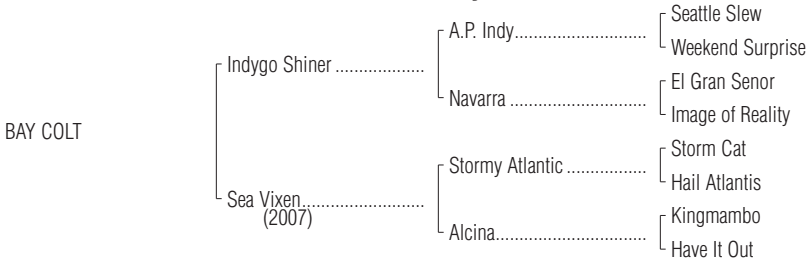 Seattle Slew
A.P. Indy..............................
Weekend Surprise
Indygo Shiner ...................
El Gran Senor
Navarra ...............................
Image of Reality
BAY COLT
Storm Cat
Stormy Atlantic ..................
Hail Atlantis
Sea Vixen..........................
(2007)
Kingmambo
Alcina..................................
Have It Out